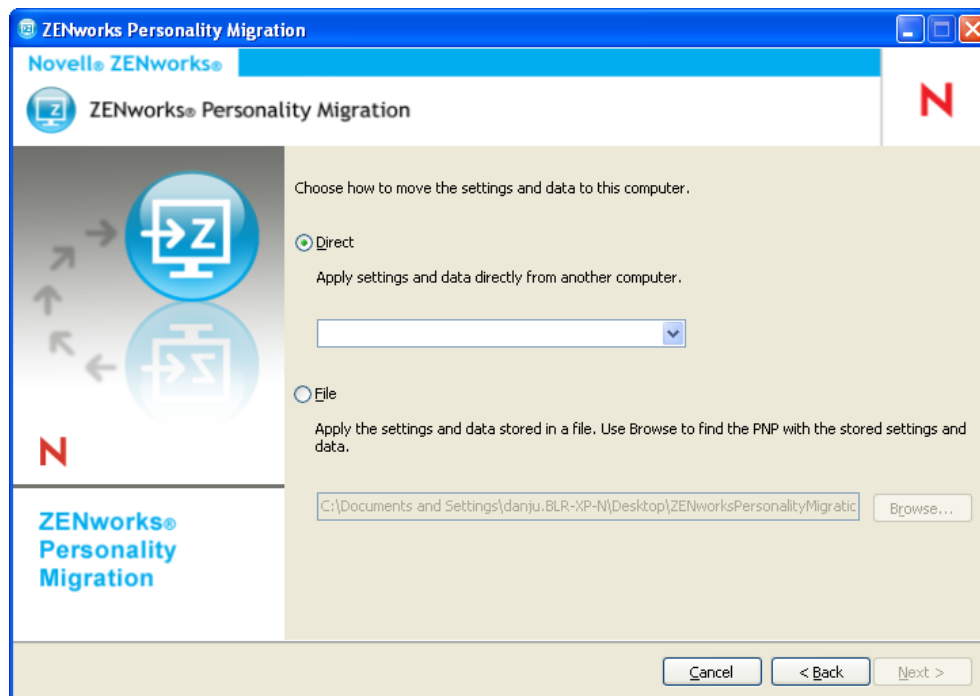 ZENworks Personality Migration
Novell® ZENworks®
ZENworks® Personality Migration
N
Z
Choose how to move the settings and data to this computer.
Direct
Apply settings and data directly from another computer.
File
Apply the settings and data stored in a file. Use Browse to find the PNP with the stored settings and
data.
C:\Documents and Settings\danju.BLR-XP-N\Desktop\ZENworksPersonalityMigratic
Browse...
N
ZENworks®
Personality
Migration
Cancel
< Back
Next >